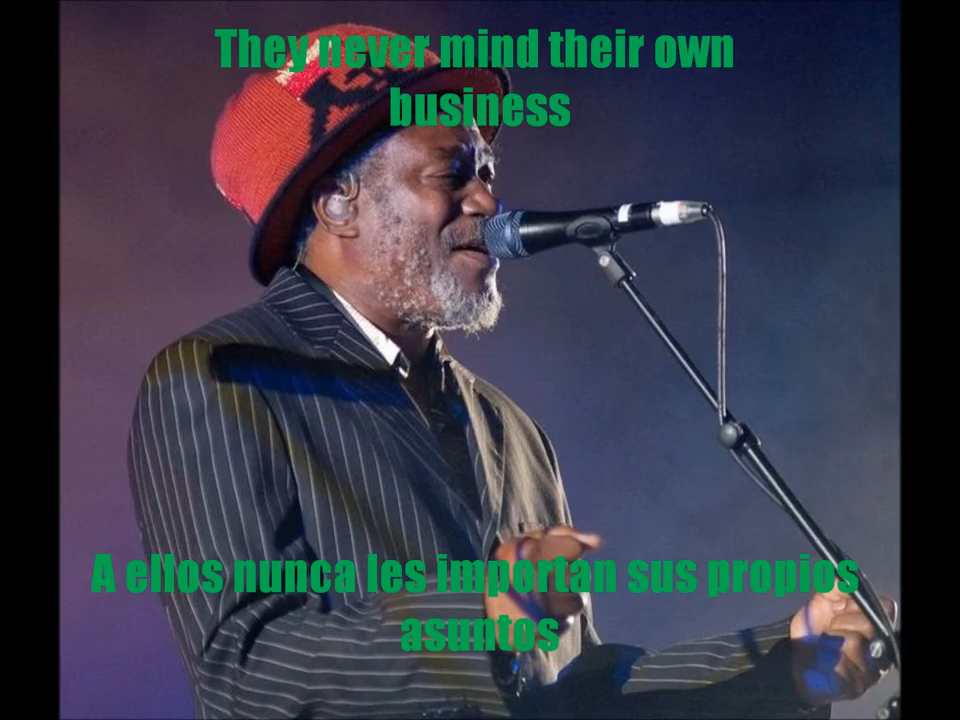 They never mind their own
business
A ellos nunca les importan sus propios
asuntos